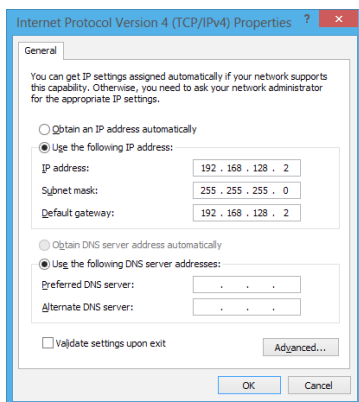 Internet Protocol Version 4 (TCP/IPv4) Properties
General
You can get IP settings assigned automatically if your network supports
this capability. Otherwise, you need to ask your network administrator
for the appropriate IP settings.
Obtain an IP address automatically
Use the following IP address:
IP address: 192 . 168 . 128 . 2
Subnet mask: 255 . 255 . 255 . 0
Default gateway: 192 . 168 . 128 . 2
Obtain DNS server address automatically
Use the following DNS server addresses:
Preferred DNS server: . . .
Alternate DNS server: . . .
Validate settings upon exit
Advanced...
OK Cancel